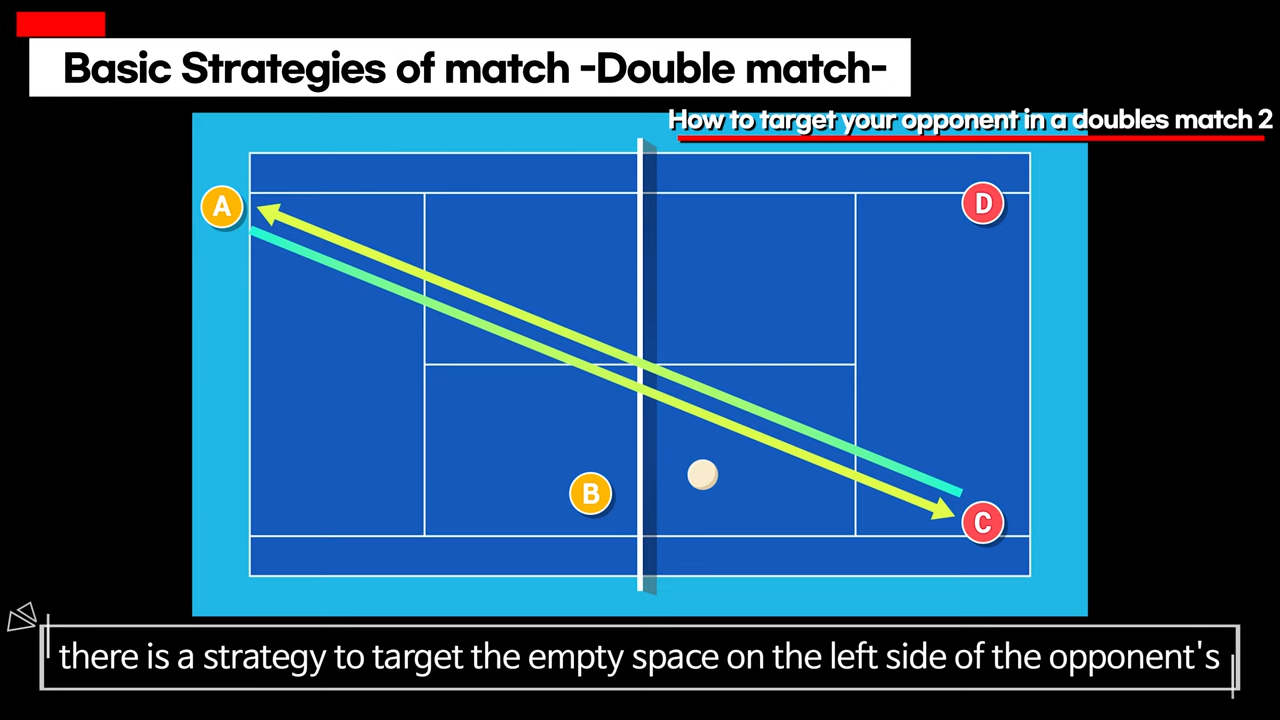 Basic Strategies of match -Double match-
How to target your opponent in a doubles match 2
A
D
B
C
there is a strategy to target the empty space on the left side of the opponent's